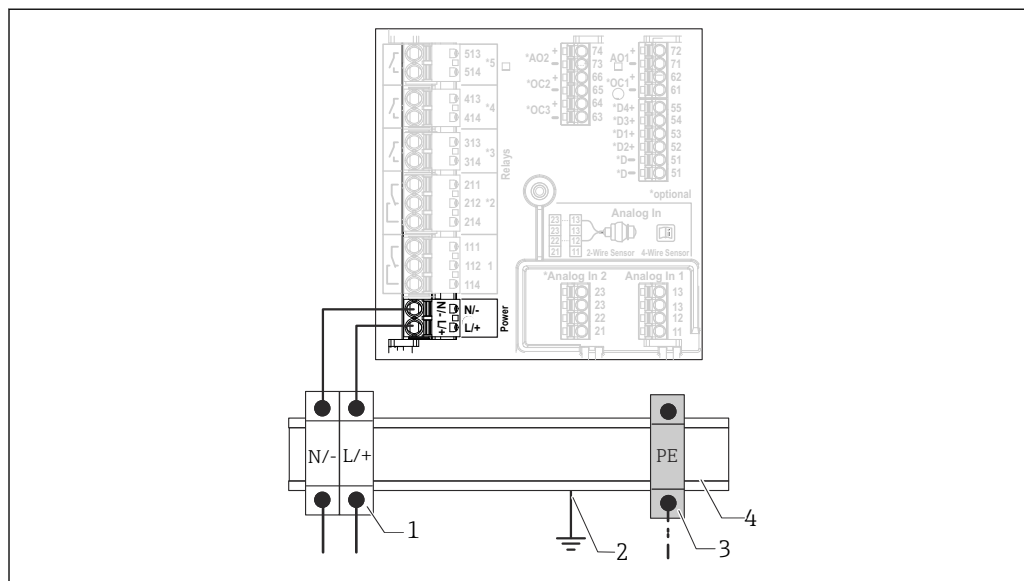 513
514
*5
413
414
*4
313
314
*3
Relays
211
212 *2
214
111
112 1
114
N/-
L/+
N/-
L/+
Power
*AO2
+ 74
- 73
*OC2
+ 66
- 65
*OC3
+ 64
- 63
AO1
+ 72
- 71
*OC1
+ 62
- 61
*D4+ 55
*D3+ 54
*D1+ 53
*D2+ 52
*D- 51
*D- 51
*optional
Analog In
23 13
23 13
22 12
21 11
2-Wire Sensor 4-Wire Sensor
*Analog In 2 Analog In 1
23
23
22
21
13
13
12
11
N/- L/+
PE
1
2
3
4